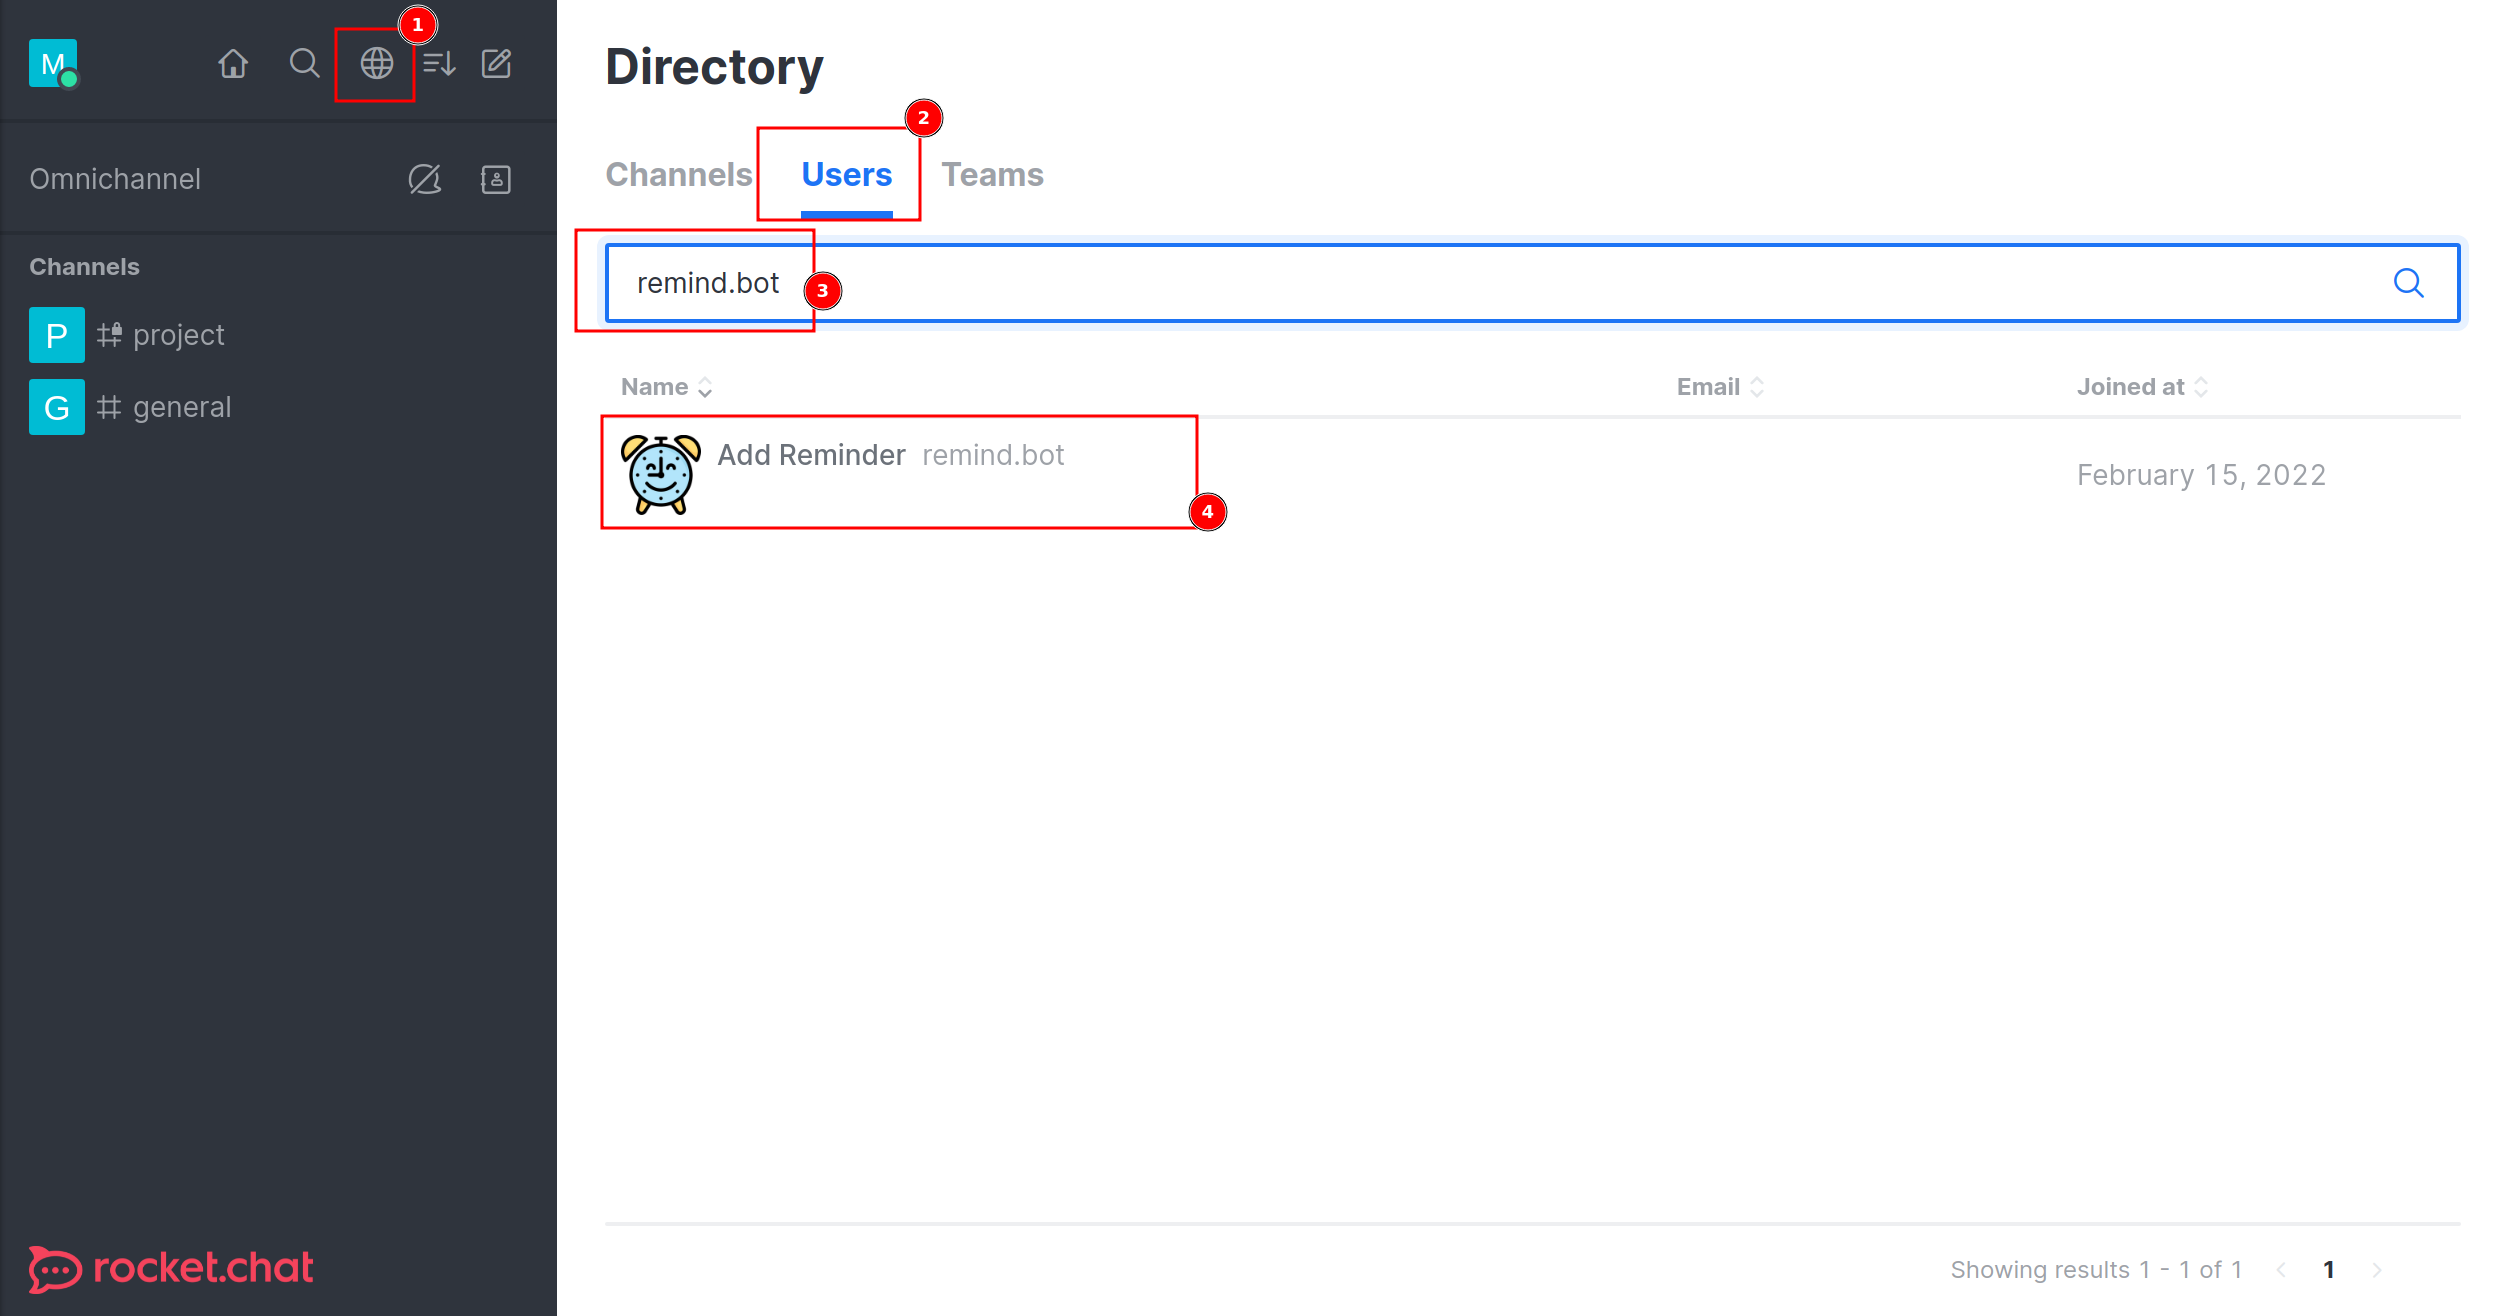 M
1
Omnichannel
Channels
P project
G general
rocket.chat
Directory
2
Channels Users Teams
remind.bot
3
Name Email Joined at
Add Reminder remind.bot
February 15, 2022
4
Showing results 1 - 1 of 1 1